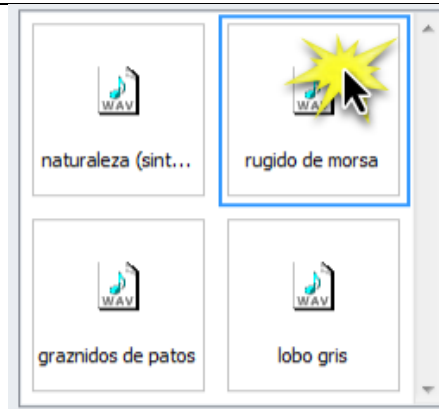 WAV
WAV
naturaleza (sint...
rugido de morsa
WAV
WAV
graznidos de patos
lobo gris